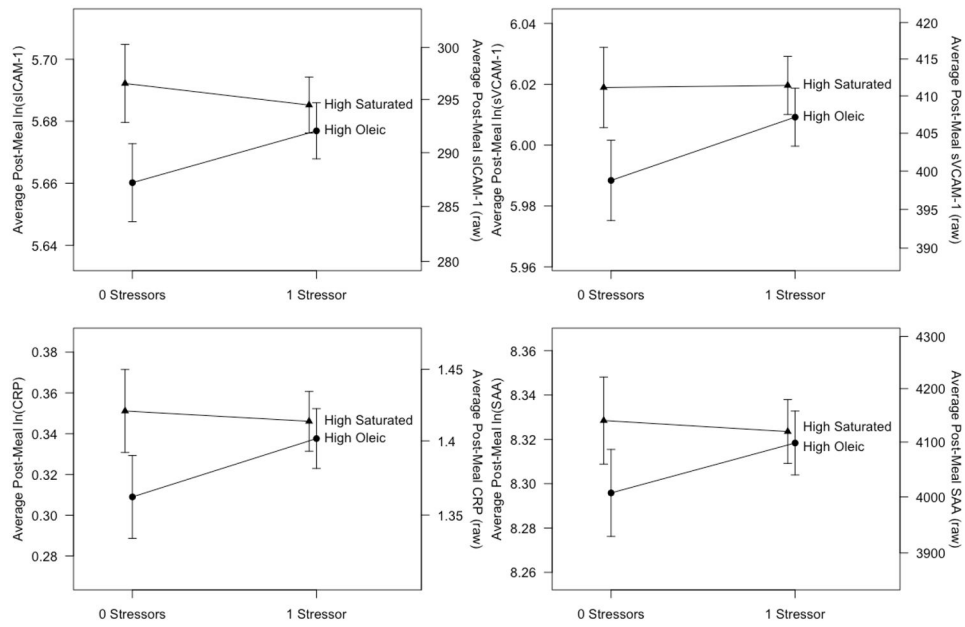 Average Post-Meal ln(sICAM-1)
5.70
5.68
5.66
5.64
300
295
290
285
280
Average Post-Meal sICAM-1 (raw)
High Saturated
High Oleic
0 Stressors
1 Stressor
Average Post-Meal ln(sVCAM-1)
6.04
6.02
6.00
5.98
5.96
420
415
410
405
400
395
390
Average Post-Meal sVCAM-1 (raw)
High Saturated
High Oleic
0 Stressors
1 Stressor
Average Post-Meal ln(CRP)
0.38
0.36
0.34
0.32
0.30
0.28
1.45
1.4
1.35
Average Post-Meal CRP (raw)
High Saturated
High Oleic
0 Stressors
1 Stressor
Average Post-Meal ln(SAA)
8.36
8.34
8.32
8.30
8.28
8.26
4300
4200
4100
4000
3900
Average Post-Meal SAA (raw)
High Saturated
High Oleic
0 Stressors
1 Stressor